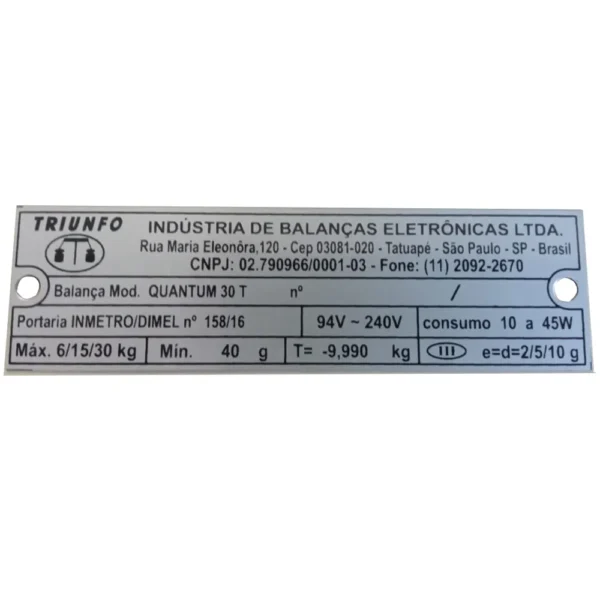 TRIUNFO
INDÚSTRIA DE BALANÇAS ELETRÔNICAS LTDA.
Rua Maria Eleonôra,120 - Cep 03081-020 - Tatuapé - São Paulo - SP - Brasil
CNPJ: 02.790966/0001-03 - Fone: (11) 2092-2670
Balança Mod. QUANTUM 30 T nº /
Portaria INMETRO/DIMEL nº 158/16 94V ~ 240V consumo 10 a 45W
Máx. 6/15/30 kg Mín. 40 g T= -9,990 kg III e=d=2/5/10 g